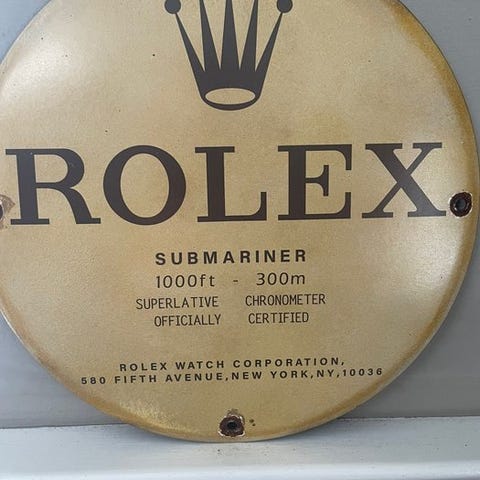 ROLEX
SUBMARINER
1000ft - 300m
SUPERLATIVE CHRONOMETER
OFFICIALLY CERTIFIED
ROLEX WATCH CORPORATION,
580 FIFTH AVENUE,NEW YORK,NY,10036